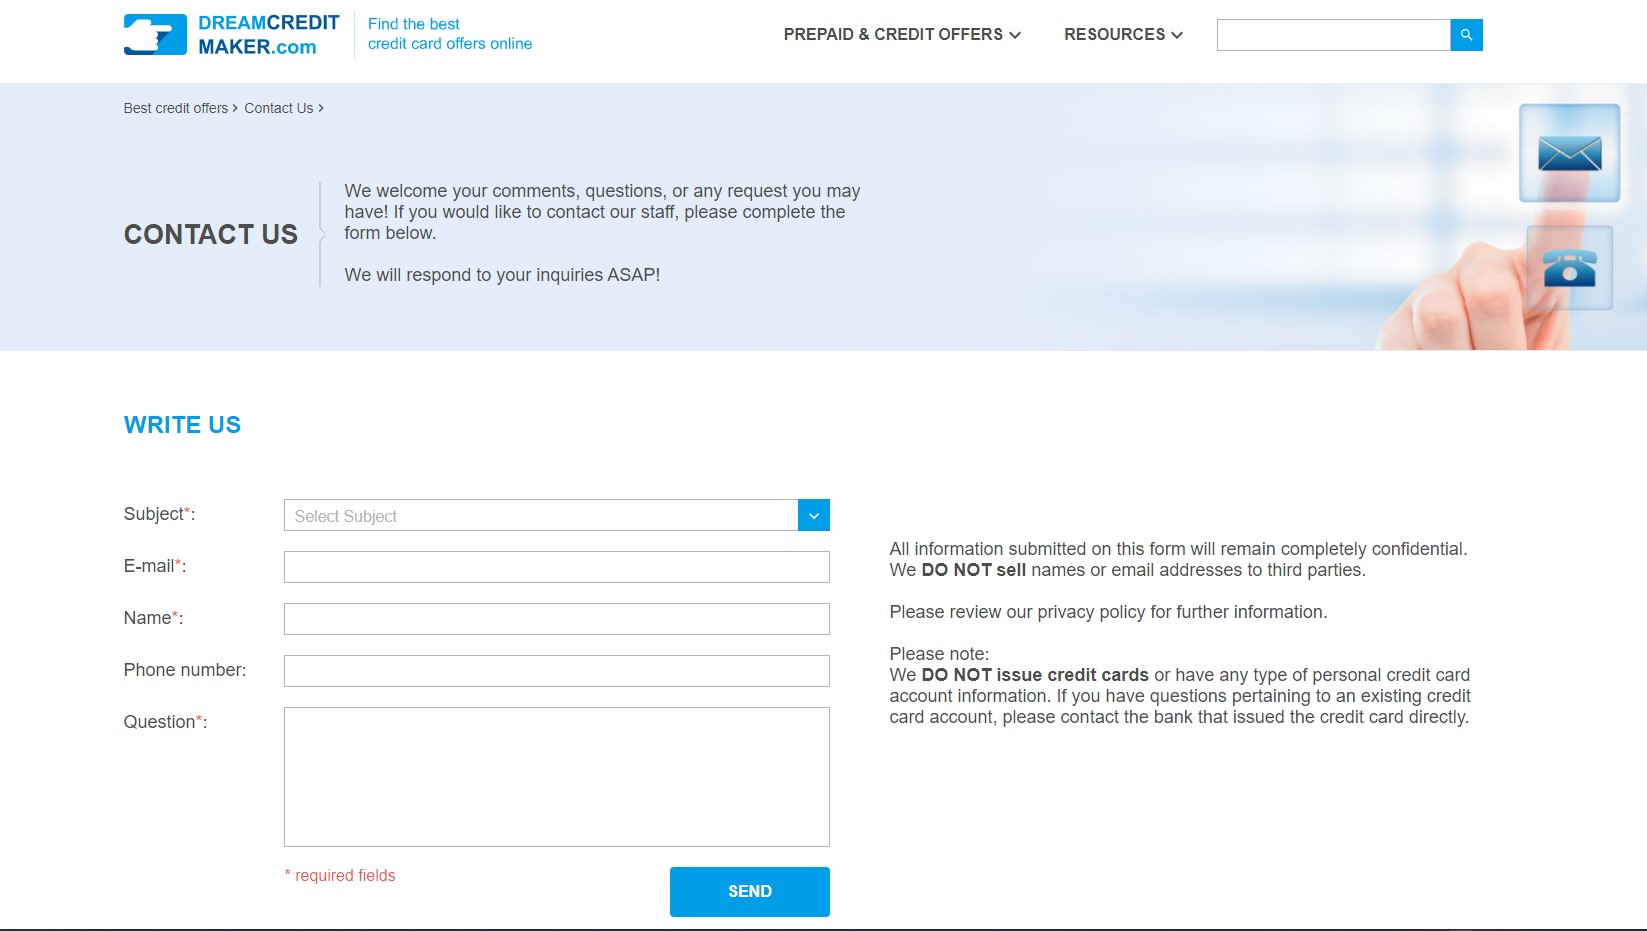 DREAMCREDIT
MAKER.com
Find the best
credit card offers online
PREPAID & CREDIT OFFERS
RESOURCES
Best credit offers > Contact Us >
CONTACT US
We welcome your comments, questions, or any request you may
have! If you would like to contact our staff, please complete the
form below.
We will respond to your inquiries ASAP!
WRITE US
Subject*:
Select Subject
E-mail*:
Name*:
Phone number:
Question*:
* required fields
SEND
All information submitted on this form will remain completely confidential.
We DO NOT sell names or email addresses to third parties.
Please review our privacy policy for further information.
Please note:
We DO NOT issue credit cards or have any type of personal credit card
account information. If you have questions pertaining to an existing credit
card account, please contact the bank that issued the credit card directly.